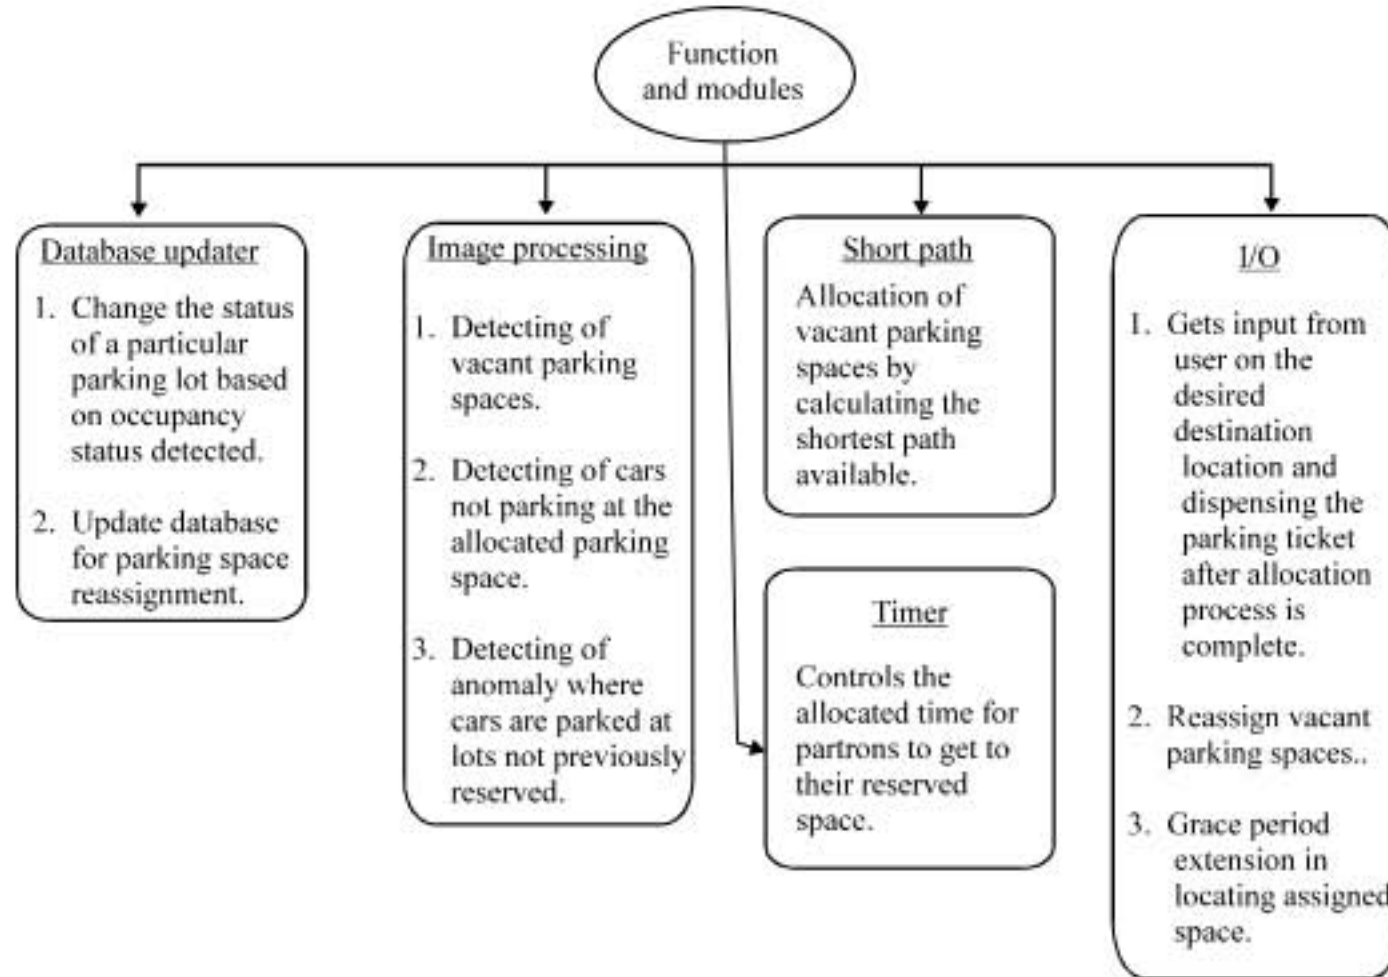 Function
and modules
Database updater
1. Change the status
of a particular
parking lot based
on occupancy
status detected.
2. Update database
for parking space
reassignment.
Image processing
1. Detecting of
vacant parking
spaces.
2. Detecting of cars
not parking at the
allocated parking
space.
3. Detecting of
anomaly where
cars are parked at
lots not previously
reserved.
Short path
Allocation of
vacant parking
spaces by
calculating the
shortest path
available.
Timer
Controls the
allocated time for
partrons to get to
their reserved
space.
I/O
1. Gets input from
user on the
desired
destination
location and
dispensing the
parking ticket
after allocation
process is
complete.
2. Reassign vacant
parking spaces..
3. Grace period
extension in
locating assigned
space.